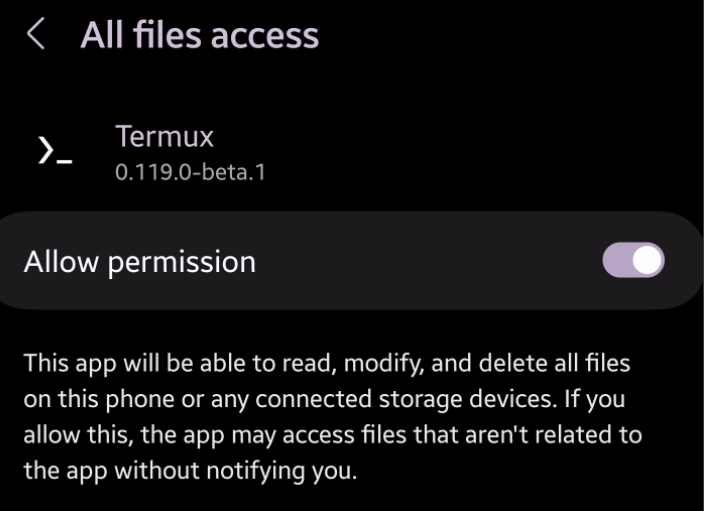 All files access
Termux
0.119.0-beta.1
Allow permission
This app will be able to read, modify, and delete all files
on this phone or any connected storage devices. If you
allow this, the app may access files that aren't related to
the app without notifying you.